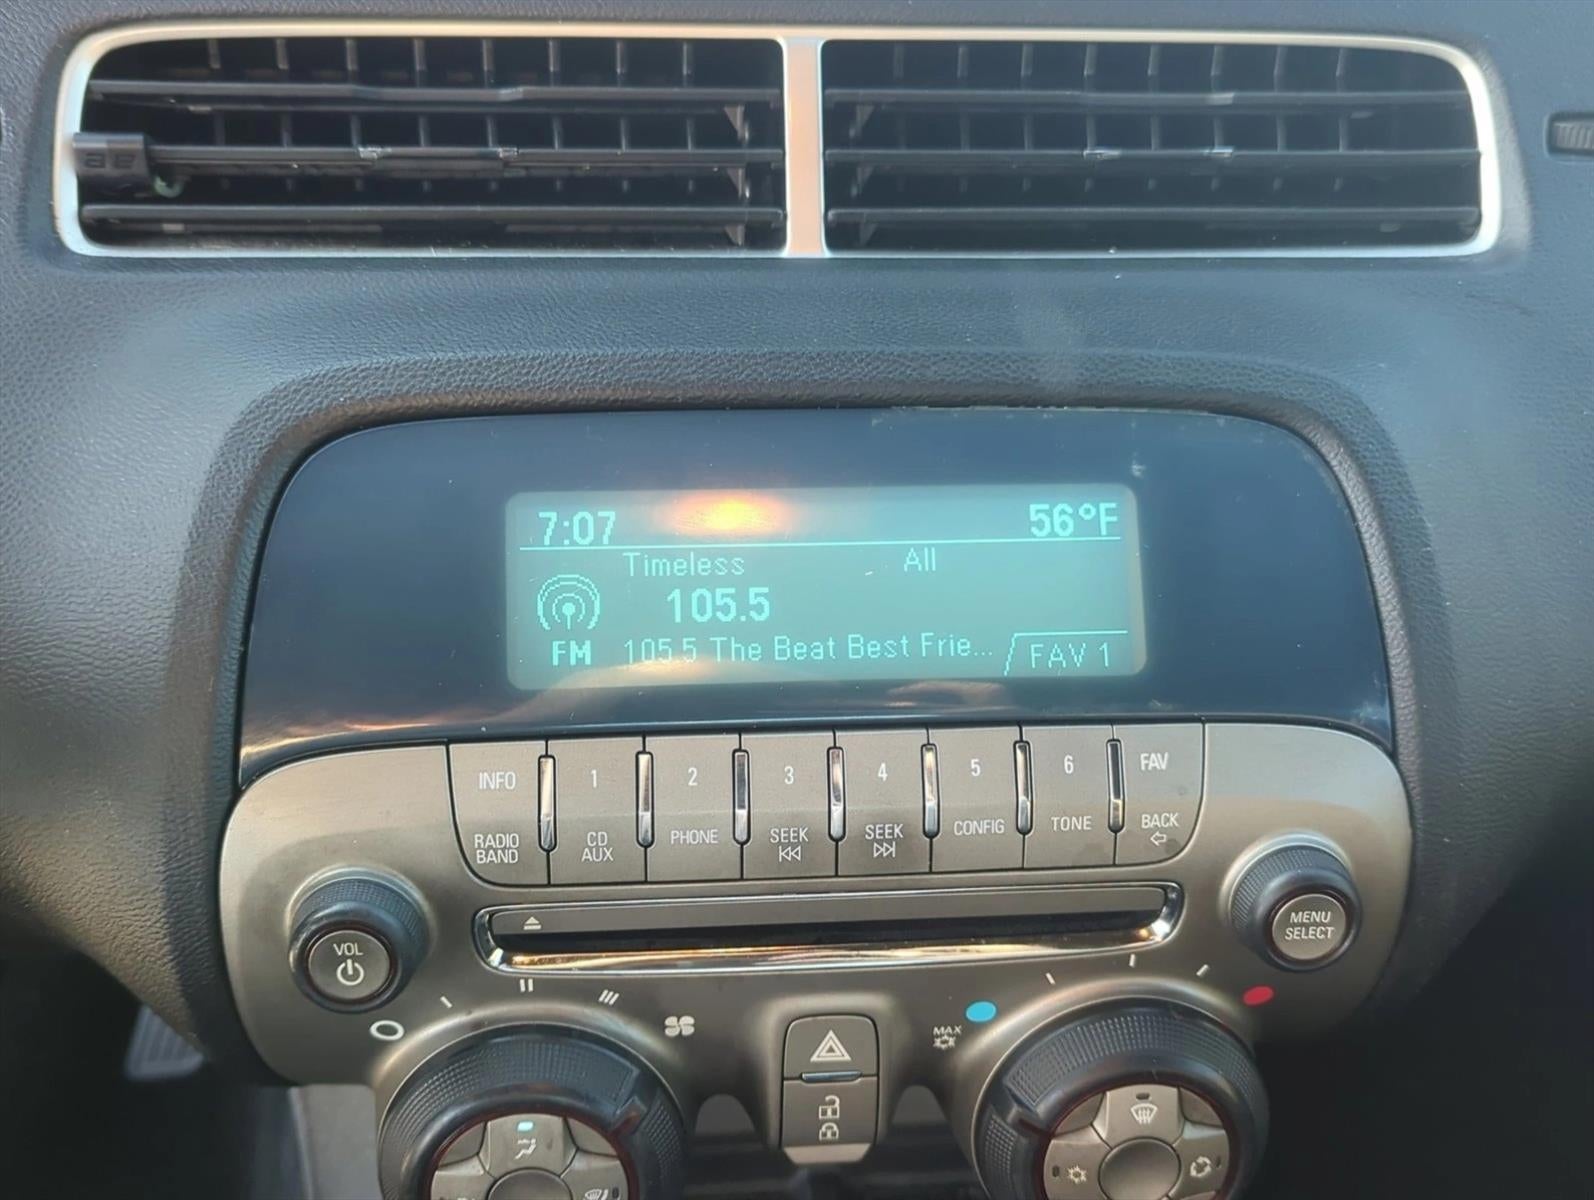 7:07 56°F
Timeless All
105.5
FM 105.5 The Beat Best Frie... FAV 1
INFO 1 2 3 4 5 6 FAV
RADIO BAND CD AUX PHONE SEEK SEEK CONFIG TONE BACK
VOL
MENU SELECT
MAX